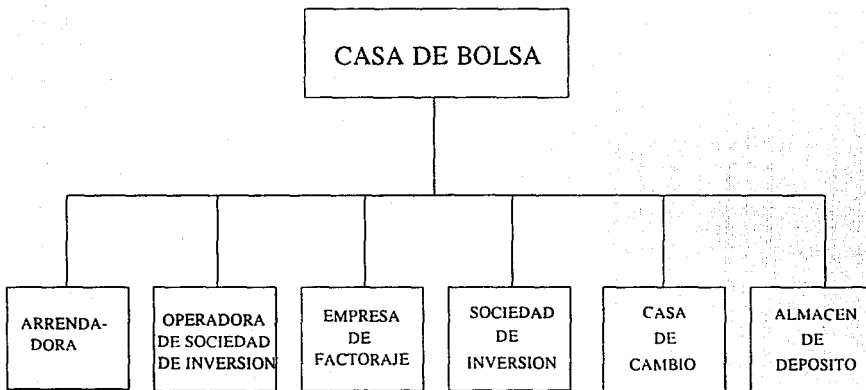 CASA DE BOLSA
ARRENDA-
DORA
OPERADORA
DE SOCIEDAD
DE INVERSION
EMPRESA
DE
FACTORAJE
SOCIEDAD
DE
INVERSION
CASA
DE
CAMBIO
ALMACEN
DE
DEPOSITO